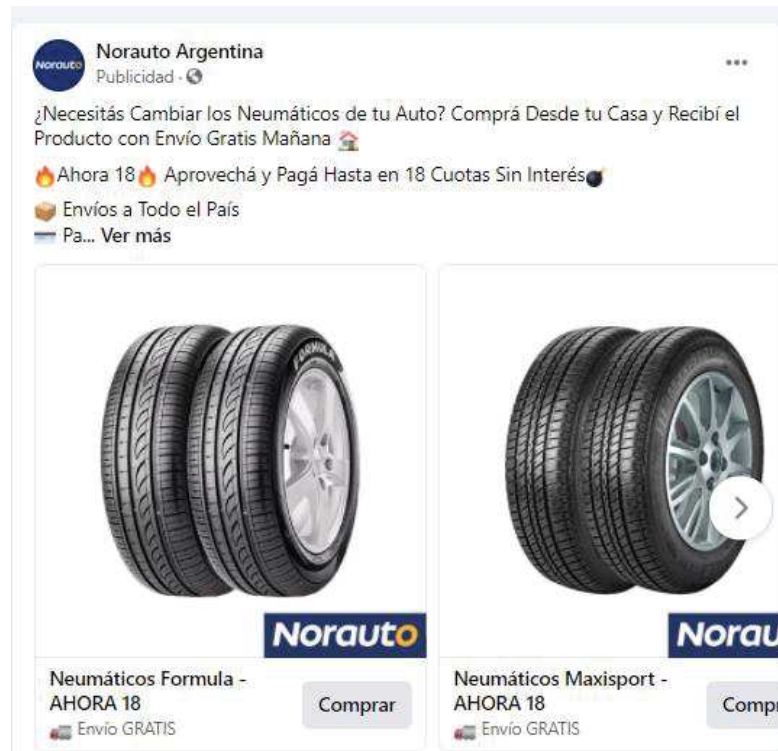 Norauto
Norauto Argentina
Publicidad ·
¿Necesitás Cambiar los Neumáticos de tu Auto? Comprá Desde tu Casa y Recibí el
Producto con Envío Gratis Mañana 🏠
🔥Ahora 18🔥 Aprovechá y Pagá Hasta en 18 Cuotas Sin Interés💣
📦 Envíos a Todo el País
💳 Pa... Ver más
FORMULA
Norauto
Norau
Neumáticos Formula -
AHORA 18
Comprar
🚛 Envío GRATIS
Neumáticos Maxisport -
AHORA 18
Compr
🚛 Envío GRATIS